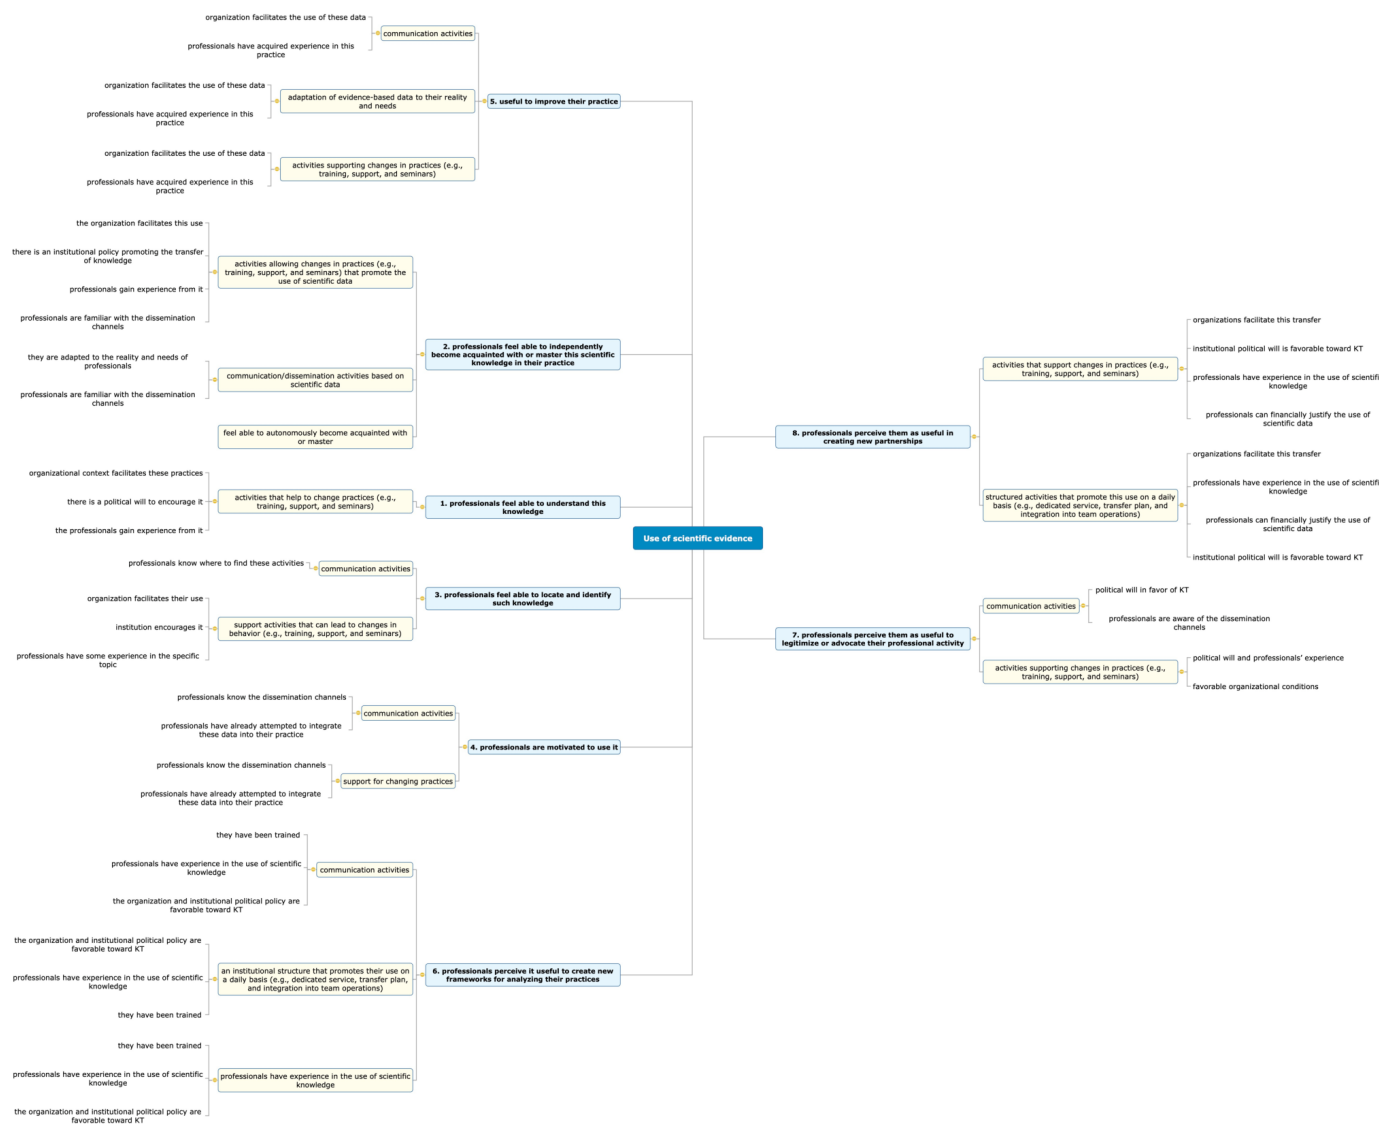 organization facilitates the use of these data
communication activities
professionals have acquired experience in this
practice
organization facilitates the use of these data
adaptation of evidence-based data to their reality
and needs
professionals have acquired experience in this
practice
5. useful to improve their practice
organization facilitates the use of these data
activities supporting changes in practices (e.g.,
training, support, and seminars)
professionals have acquired experience in this
practice
the organization facilitates this use
there is an institutional policy promoting the transfer
of knowledge
activities allowing changes in practices (e.g.,
training, support, and seminars) that promote the
use of scientific data
professionals gain experience from it
professionals are familiar with the dissemination
channels
2. professionals feel able to independently
become acquainted with or master this scientific
knowledge in their practice
they are adapted to the reality and needs of
professionals
communication/dissemination activities based on
scientific data
professionals are familiar with the dissemination
channels
feel able to autonomously become acquainted with
or master
organizational context facilitates these practices
there is a political will to encourage it
activities that help to change practices (e.g.,
training, support, and seminars)
the professionals gain experience from it
1. professionals feel able to understand this
knowledge
Use of scientific evidence
professionals know where to find these activities
communication activities
3. professionals feel able to locate and identify
such knowledge
organization facilitates their use
institution encourages it
support activities that can lead to changes in
behavior (e.g., training, support, and seminars)
professionals have some experience in the specific
topic
professionals know the dissemination channels
communication activities
professionals have already attempted to integrate
these data into their practice
4. professionals are motivated to use it
professionals know the dissemination channels
support for changing practices
professionals have already attempted to integrate
these data into their practice
they have been trained
professionals have experience in the use of scientific
knowledge
communication activities
the organization and institutional political policy are
favorable toward KT
the organization and institutional political policy are
favorable toward KT
professionals have experience in the use of scientific
knowledge
an institutional structure that promotes their use on
a daily basis (e.g., dedicated service, transfer plan,
and integration into team operations)
6. professionals perceive it useful to create new
frameworks for analyzing their practices
they have been trained
they have been trained
professionals have experience in the use of scientific
knowledge
professionals have experience in the use of scientific
knowledge
the organization and institutional political policy are
favorable toward KT
organizations facilitate this transfer
institutional political will is favorable toward KT
activities that support changes in practices (e.g.,
training, support, and seminars)
professionals have experience in the use of scientifi
knowledge
professionals can financially justify the use of
scientific data
8. professionals perceive them as useful in
creating new partnerships
organizations facilitate this transfer
professionals have experience in the use of scientifi
knowledge
structured activities that promote this use on a daily
basis (e.g., dedicated service, transfer plan, and
integration into team operations)
professionals can financially justify the use of
scientific data
institutional political will is favorable toward KT
political will in favor of KT
communication activities
professionals are aware of the dissemination
channels
7. professionals perceive them as useful to
legitimize or advocate their professional activity
political will and professionals' experience
activities supporting changes in practices (e.g.,
training, support, and seminars)
favorable organizational conditions